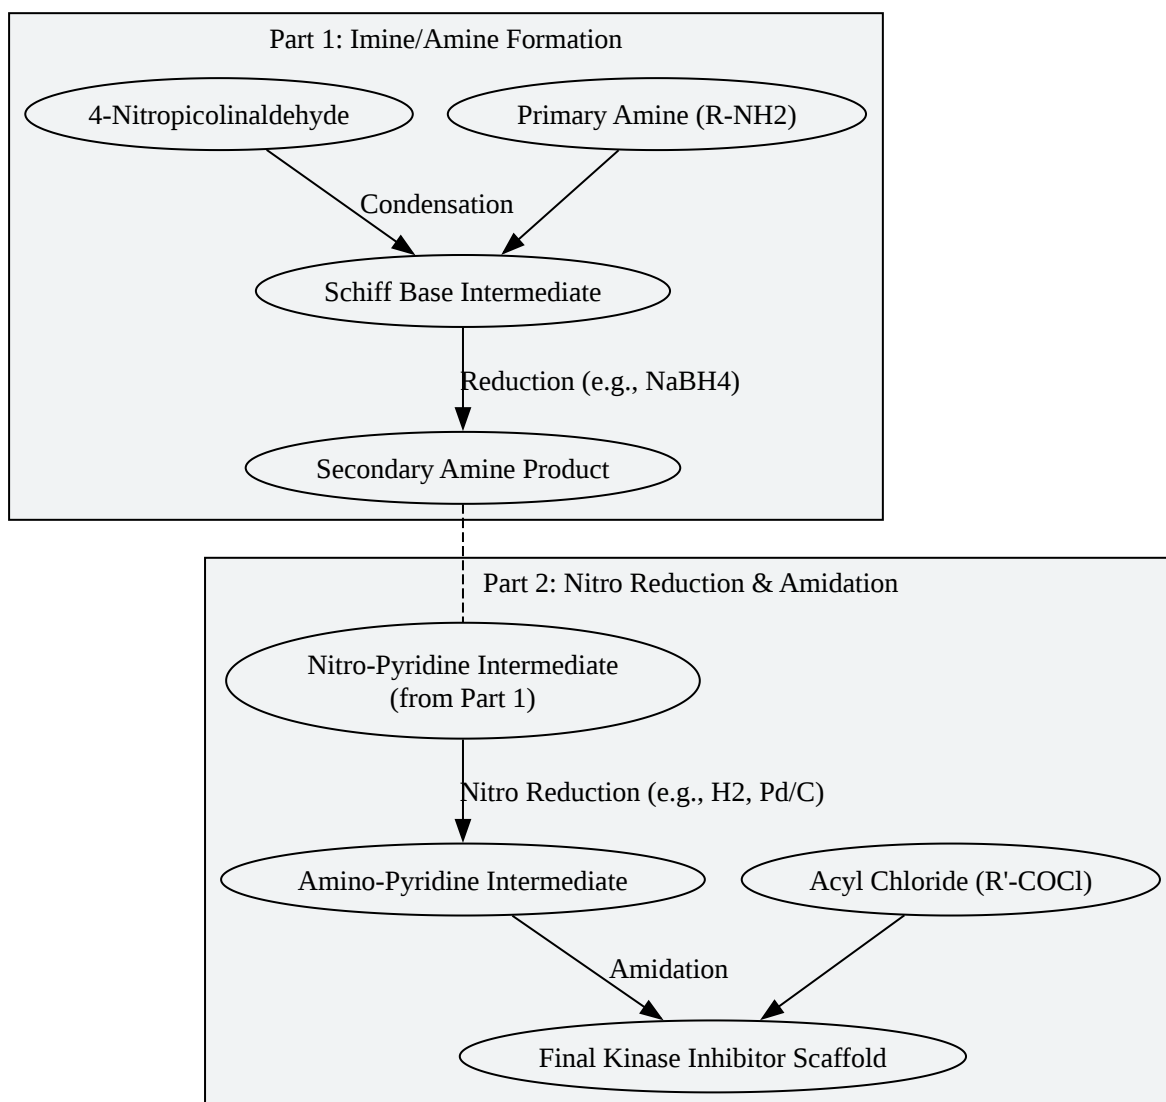 Part 1: Imine/Amine Formation
4-Nitropicolinaldehyde
Primary Amine (R-NH2)
Condensation
Schiff Base Intermediate
Reduction (e.g., NaBH4)
Secondary Amine Product
Part 2: Nitro Reduction & Amidation
Nitro-Pyridine Intermediate
(from Part 1)
Nitro Reduction (e.g., H2, Pd/C)
Amino-Pyridine Intermediate
Acyl Chloride (R'-COCl)
Amidation
Final Kinase Inhibitor Scaffold